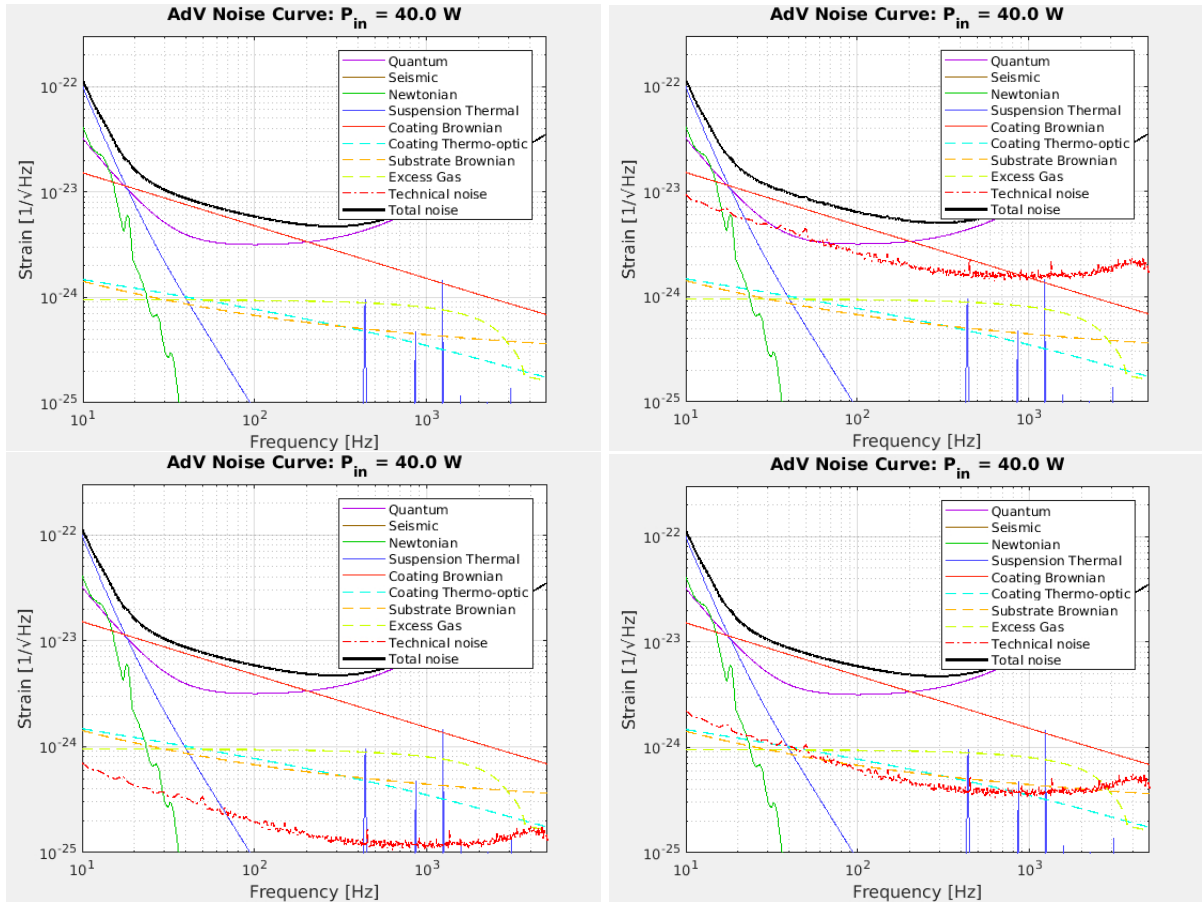 AdV Noise Curve: P_in = 40.0 W
Strain [1/√Hz]
10^-22
10^-23
10^-24
10^-25
Quantum
Seismic
Newtonian
Suspension Thermal
Coating Brownian
Coating Thermo-optic
Substrate Brownian
Excess Gas
Technical noise
Total noise
10^1
10^2
10^3
Frequency [Hz]
AdV Noise Curve: P_in = 40.0 W
Strain [1/√Hz]
10^-22
10^-23
10^-24
10^-25
Quantum
Seismic
Newtonian
Suspension Thermal
Coating Brownian
Coating Thermo-optic
Substrate Brownian
Excess Gas
Technical noise
Total noise
10^1
10^2
10^3
Frequency [Hz]
AdV Noise Curve: P_in = 40.0 W
Strain [1/√Hz]
10^-22
10^-23
10^-24
10^-25
Quantum
Seismic
Newtonian
Suspension Thermal
Coating Brownian
Coating Thermo-optic
Substrate Brownian
Excess Gas
Technical noise
Total noise
10^1
10^2
10^3
Frequency [Hz]
AdV Noise Curve: P_in = 40.0 W
Strain [1/√Hz]
10^-22
10^-23
10^-24
10^-25
Quantum
Seismic
Newtonian
Suspension Thermal
Coating Brownian
Coating Thermo-optic
Substrate Brownian
Excess Gas
Technical noise
Total noise
10^1
10^2
10^3
Frequency [Hz]